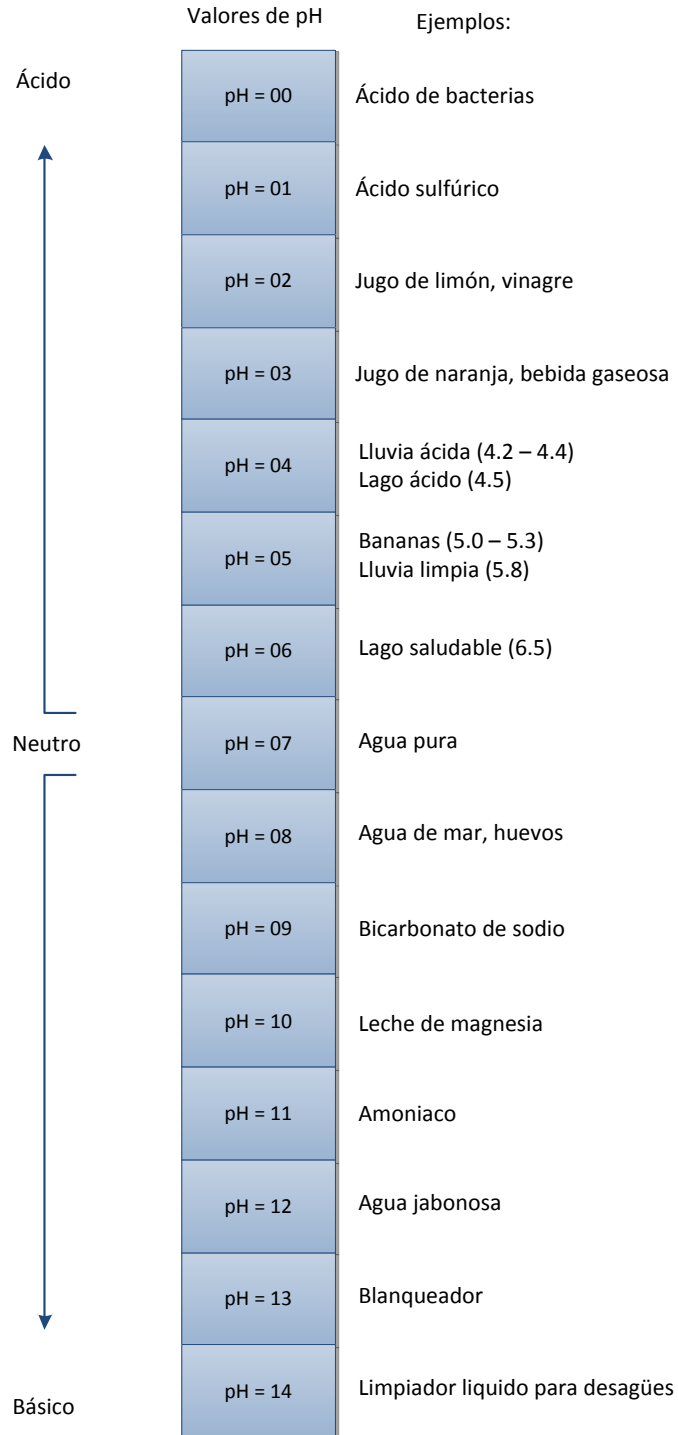 Valores de pH
Ejemplos:
Ácido
pH = 00
Ácido de bacterias
pH = 01
Ácido sulfúrico
pH = 02
Jugo de limón, vinagre
pH = 03
Jugo de naranja, bebida gaseosa
pH = 04
Lluvia ácida (4.2 – 4.4)
Lago ácido (4.5)
pH = 05
Bananas (5.0 – 5.3)
Lluvia limpia (5.8)
pH = 06
Lago saludable (6.5)
Neutro
pH = 07
Agua pura
pH = 08
Agua de mar, huevos
pH = 09
Bicarbonato de sodio
pH = 10
Leche de magnesia
pH = 11
Amoniaco
pH = 12
Agua jabonosa
pH = 13
Blanqueador
Básico
pH = 14
Limpiador liquido para desagües